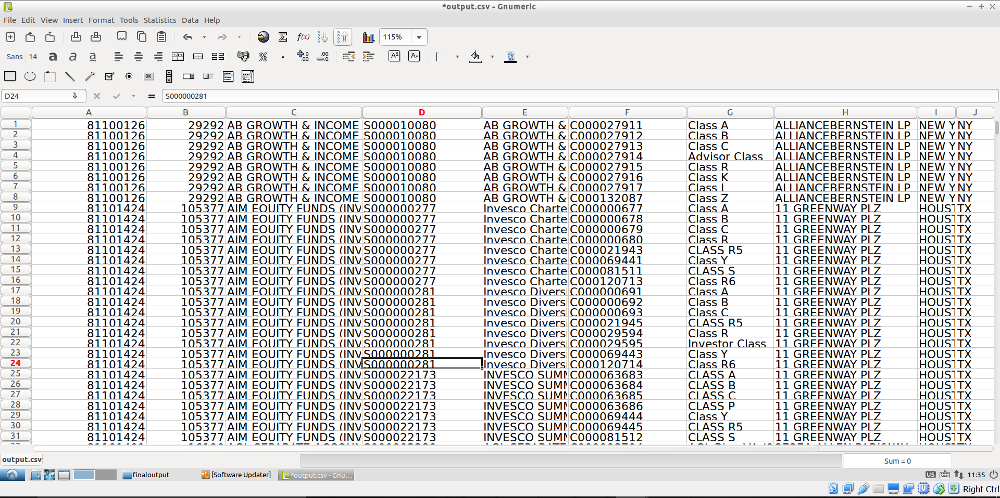 *output.csv - Gnumeric
File Edit View Insert Format Tools Statistics Data Help
f(x) 115%
Sans 14 a a a % .
OK
D24 = S000000281
A B C D E F G H I J
1 81100126 29292 AB GROWTH & INCOME S000010080 AB GROWTH & C000027911 Class A ALLIANCEBERNSTEIN LP NEW Y NY
2 81100126 29292 AB GROWTH & INCOME S000010080 AB GROWTH & C000027912 Class B ALLIANCEBERNSTEIN LP NEW Y NY
3 81100126 29292 AB GROWTH & INCOME S000010080 AB GROWTH & C000027913 Class C ALLIANCEBERNSTEIN LP NEW Y NY
4 81100126 29292 AB GROWTH & INCOME S000010080 AB GROWTH & C000027914 Advisor Class ALLIANCEBERNSTEIN LP NEW Y NY
5 81100126 29292 AB GROWTH & INCOME S000010080 AB GROWTH & C000027915 Class R ALLIANCEBERNSTEIN LP NEW Y NY
6 81100126 29292 AB GROWTH & INCOME S000010080 AB GROWTH & C000027916 Class K ALLIANCEBERNSTEIN LP NEW Y NY
7 81100126 29292 AB GROWTH & INCOME S000010080 AB GROWTH & C000027917 Class I ALLIANCEBERNSTEIN LP NEW Y NY
8 81100126 29292 AB GROWTH & INCOME S000010080 AB GROWTH & C000132087 Class Z ALLIANCEBERNSTEIN LP NEW Y NY
9 81101424 105377 AIM EQUITY FUNDS (INV S000000277 Invesco Charte C000000677 Class A 11 GREENWAY PLZ HOUST TX
10 81101424 105377 AIM EQUITY FUNDS (INV S000000277 Invesco Charte C000000678 Class B 11 GREENWAY PLZ HOUST TX
11 81101424 105377 AIM EQUITY FUNDS (INV S000000277 Invesco Charte C000000679 Class C 11 GREENWAY PLZ HOUST TX
12 81101424 105377 AIM EQUITY FUNDS (INV S000000277 Invesco Charte C000000680 Class R 11 GREENWAY PLZ HOUST TX
13 81101424 105377 AIM EQUITY FUNDS (INV S000000277 Invesco Charte C000021943 CLASS R5 11 GREENWAY PLZ HOUST TX
14 81101424 105377 AIM EQUITY FUNDS (INV S000000277 Invesco Charte C000069441 Class Y 11 GREENWAY PLZ HOUST TX
15 81101424 105377 AIM EQUITY FUNDS (INV S000000277 Invesco Charte C000081511 CLASS S 11 GREENWAY PLZ HOUST TX
16 81101424 105377 AIM EQUITY FUNDS (INV S000000277 Invesco Charte C000120713 Class R6 11 GREENWAY PLZ HOUST TX
17 81101424 105377 AIM EQUITY FUNDS (INV S000000281 Invesco Diversi C000000691 Class A 11 GREENWAY PLZ HOUST TX
18 81101424 105377 AIM EQUITY FUNDS (INV S000000281 Invesco Diversi C000000692 Class B 11 GREENWAY PLZ HOUST TX
19 81101424 105377 AIM EQUITY FUNDS (INV S000000281 Invesco Diversi C000000693 Class C 11 GREENWAY PLZ HOUST TX
20 81101424 105377 AIM EQUITY FUNDS (INV S000000281 Invesco Diversi C000021945 CLASS R5 11 GREENWAY PLZ HOUST TX
21 81101424 105377 AIM EQUITY FUNDS (INV S000000281 Invesco Diversi C000029594 Class R 11 GREENWAY PLZ HOUST TX
22 81101424 105377 AIM EQUITY FUNDS (INV S000000281 Invesco Diversi C000029595 Investor Class 11 GREENWAY PLZ HOUST TX
23 81101424 105377 AIM EQUITY FUNDS (INV S000000281 Invesco Diversi C000069443 Class Y 11 GREENWAY PLZ HOUST TX
24 81101424 105377 AIM EQUITY FUNDS (INV S000000281 Invesco Diversi C000120714 Class R6 11 GREENWAY PLZ HOUST TX
25 81101424 105377 AIM EQUITY FUNDS (INV S000022173 INVESCO SUMM C000063683 CLASS A 11 GREENWAY PLZ HOUST TX
26 81101424 105377 AIM EQUITY FUNDS (INV S000022173 INVESCO SUMM C000063684 CLASS B 11 GREENWAY PLZ HOUST TX
27 81101424 105377 AIM EQUITY FUNDS (INV S000022173 INVESCO SUMM C000063685 CLASS C 11 GREENWAY PLZ HOUST TX
28 81101424 105377 AIM EQUITY FUNDS (INV S000022173 INVESCO SUMM C000063686 CLASS P 11 GREENWAY PLZ HOUST TX
29 81101424 105377 AIM EQUITY FUNDS (INV S000022173 INVESCO SUMM C000069444 Class Y 11 GREENWAY PLZ HOUST TX
30 81101424 105377 AIM EQUITY FUNDS (INV S000022173 INVESCO SUMM C000069445 CLASS R5 11 GREENWAY PLZ HOUST TX
31 81101424 105377 AIM EQUITY FUNDS (INV S000022173 INVESCO SUMM C000081512 CLASS S 11 GREENWAY PLZ HOUST TX
output.csv Sum = 0
finaloutput [Software Updater] *output.csv - Gnu... US 11:35
Right Ctrl